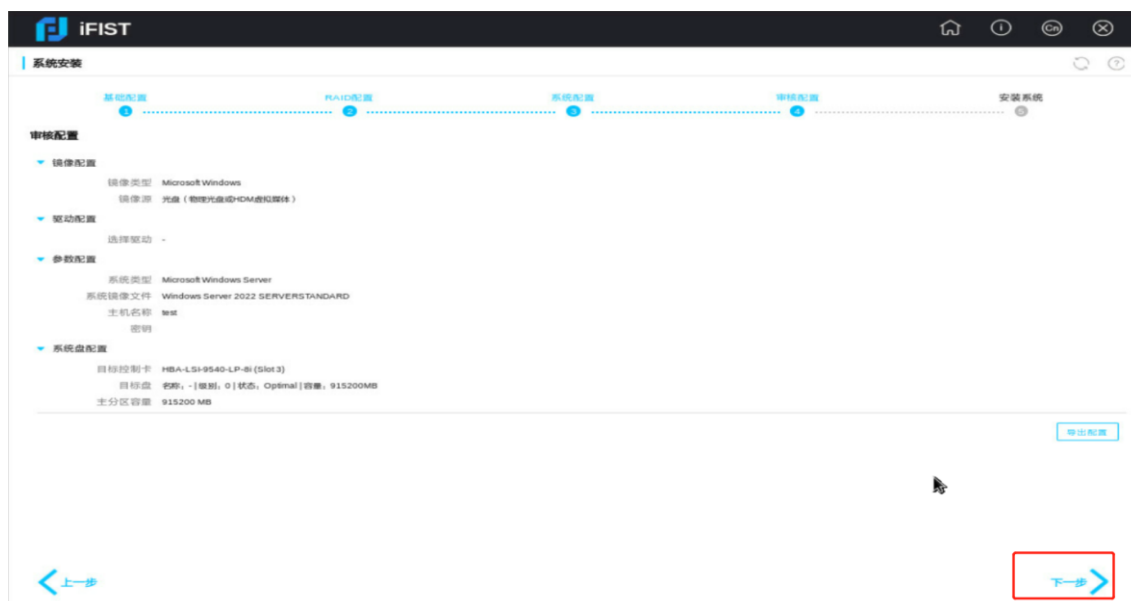 iFIST
Cn
系统安装
基础配置 RAID配置 系统配置 审核配置 安装系统
1 2 3 4 5
审核配置
镜像配置
镜像类型 Microsoft Windows
镜像源 光盘（物理光盘或HDM虚拟媒体）
驱动配置
选择驱动 -
参数配置
系统类型 Microsoft Windows Server
系统镜像文件 Windows Server 2022 SERVERSTANDARD
主机名称 test
密钥
系统盘配置
目标控制卡 HBA-LSI-9540-LP-8i (Slot 3)
目标盘 名称：- | 级别：0 | 状态：Optimal | 容量：915200MB
主分区容量 915200 MB
导出配置
上一步 下一步